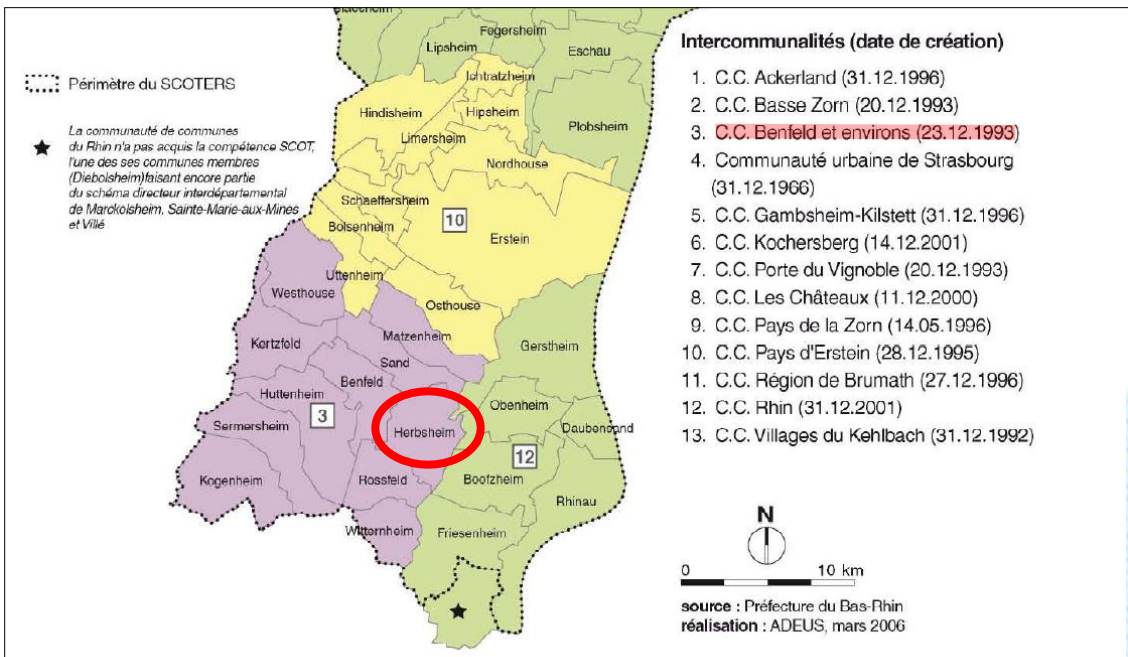 Blaesheim
Fegersheim
Lipsheim
Eschau
Ichtratzheim
Hindisheim
Hipsheim
Plobsheim
Limersheim
Nordhouse
Schaeffersheim
10
Bolsenheim
Erstein
Uttenheim
Westhouse
Osthouse
Matzenheim
Kertzfeld
Gerstheim
Sand
Benfeld
Huttenheim
Obenheim
3
Sermersheim
Herbsheim
Daubensand
12
Kogenheim
Rossfeld
Boofzheim
Rhinau
Witternheim
Friesenheim
Périmètre du SCOTERS
La communauté de communes
du Rhin n'a pas acquis la compétence SCOT,
l'une des ses communes membres
(Diebolsheim)faisant encore partie
du schéma directeur interdépartemental
de Marckolsheim, Sainte-Marie-aux-Mines
et Villé
Intercommunalités (date de création)
1. C.C. Ackerland (31.12.1996)
2. C.C. Basse Zorn (20.12.1993)
3. C.C. Benfeld et environs (23.12.1993)
4. Communauté urbaine de Strasbourg
(31.12.1966)
5. C.C. Gambsheim-Kilstett (31.12.1996)
6. C.C. Kochersberg (14.12.2001)
7. C.C. Porte du Vignoble (20.12.1993)
8. C.C. Les Châteaux (11.12.2000)
9. C.C. Pays de la Zorn (14.05.1996)
10. C.C. Pays d'Erstein (28.12.1995)
11. C.C. Région de Brumath (27.12.1996)
12. C.C. Rhin (31.12.2001)
13. C.C. Villages du Kehlbach (31.12.1992)
N
0 10 km
source : Préfecture du Bas-Rhin
réalisation : ADEUS, mars 2006